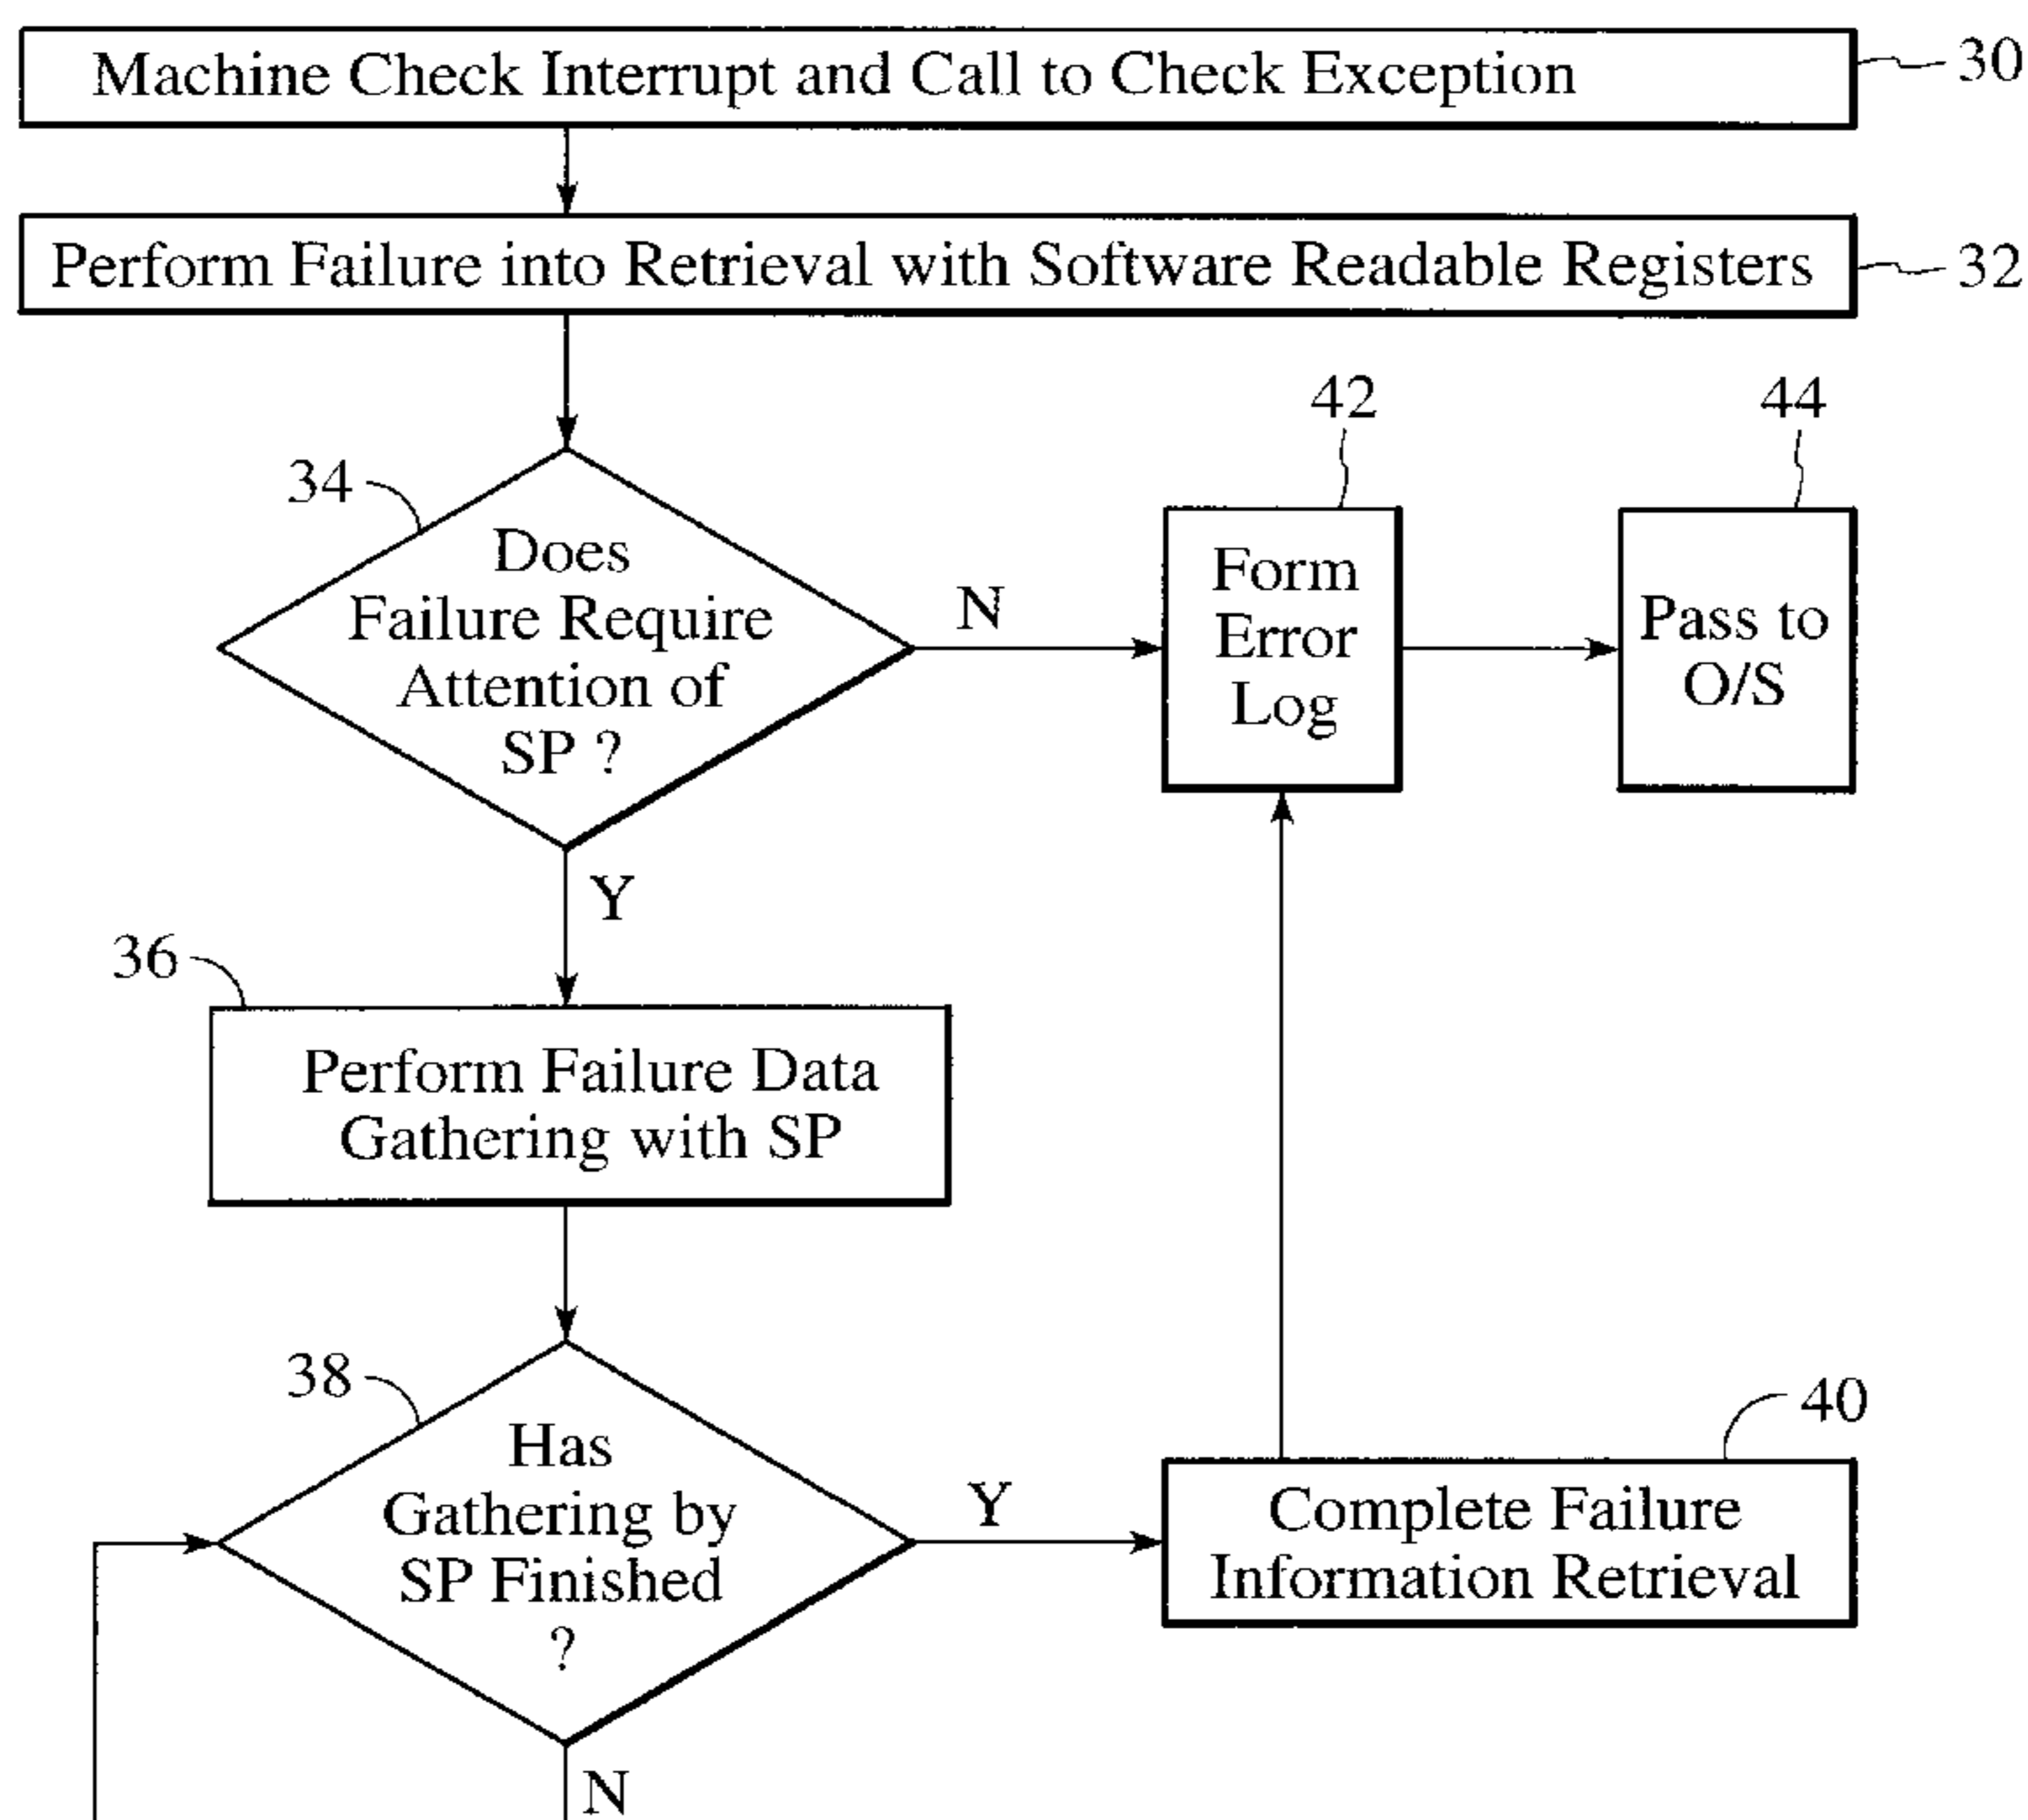 Machine Check Interrupt and Call to Check Exception
30
Perform Failure into Retrieval with Software Readable Registers
32
34
Does
Failure Require
Attention of
SP ?
N
Y
42
Form
Error
Log
44
Pass to
O/S
36
Perform Failure Data
Gathering with SP
38
Has
Gathering by
SP Finished
?
Y
N
40
Complete Failure
Information Retrieval